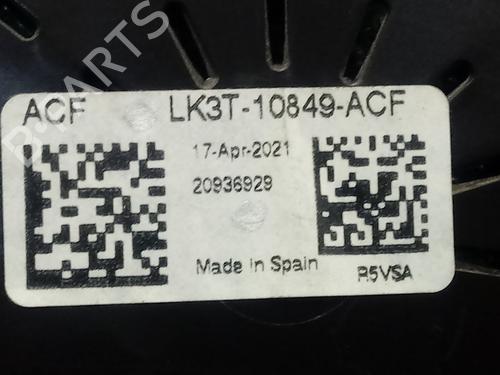 B-PARTS
ACF LK3T-10849-ACF
17-Apr-2021
20936929
Made in Spain
R5VSA